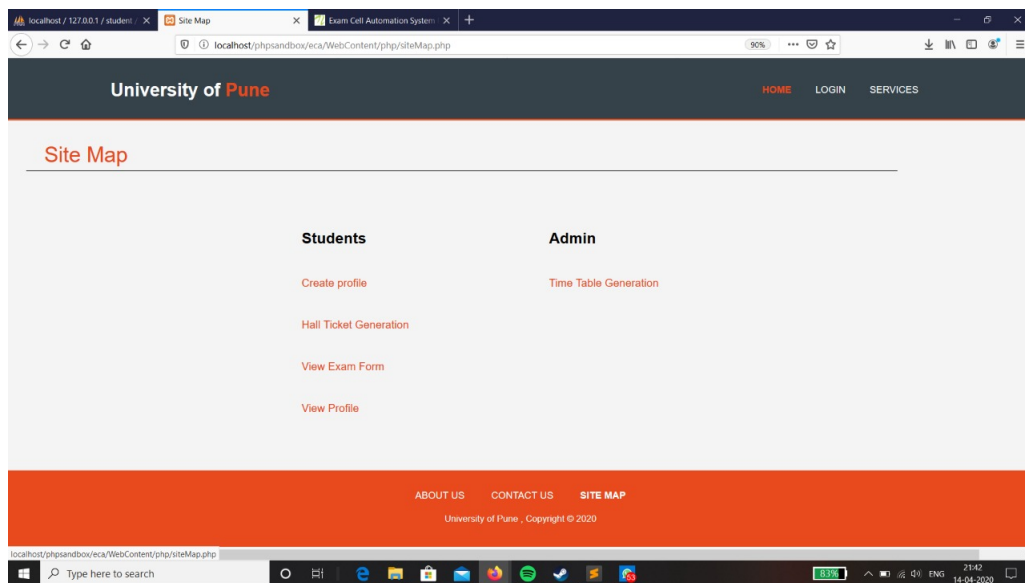 localhost / 127.0.0.1 / student / Site Map Exam Cell Automation System
localhost/phpsandbox/eca/WebContent/php/siteMap.php 90%
University of Pune HOME LOGIN SERVICES
Site Map
Students Admin
Create profile Time Table Generation
Hall Ticket Generation
View Exam Form
View Profile
ABOUT US CONTACT US SITE MAP
University of Pune , Copyright © 2020
localhost/phpsandbox/eca/WebContent/php/siteMap.php
Type here to search 53 83% ENG 21:42
14-04-2020